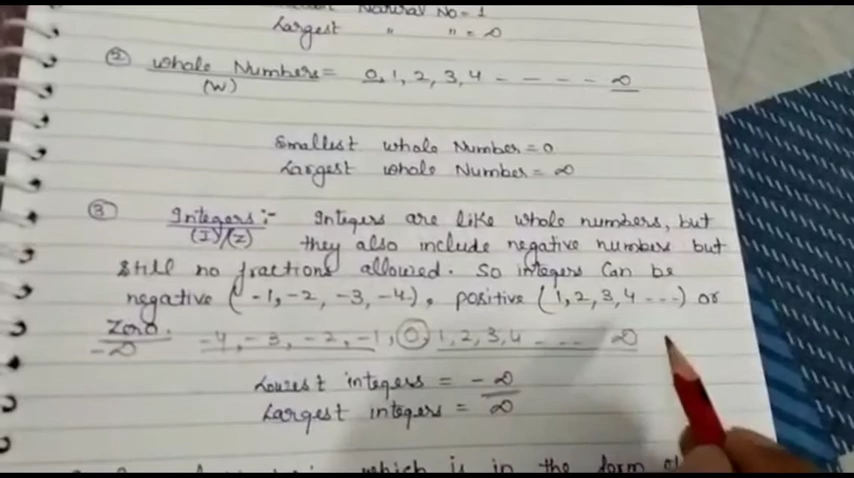 Natural No = 1
Largest " " = ∞
② Whole Numbers = 0, 1, 2, 3, 4 - - - - ∞
(W)
Smallest whole Number = 0
Largest whole Number = ∞
③ Integers :- Integers are like whole numbers, but
(I)/(Z) they also include negative numbers but
still no fractions allowed. So integers can be
negative (-1, -2, -3, -4), positive (1, 2, 3, 4 ---) or
Zero.
-∞ -4, -3, -2, -1, 0, 1, 2, 3, 4 - - - - ∞
Lowest integers = -∞
Largest integers = ∞
which is in the form